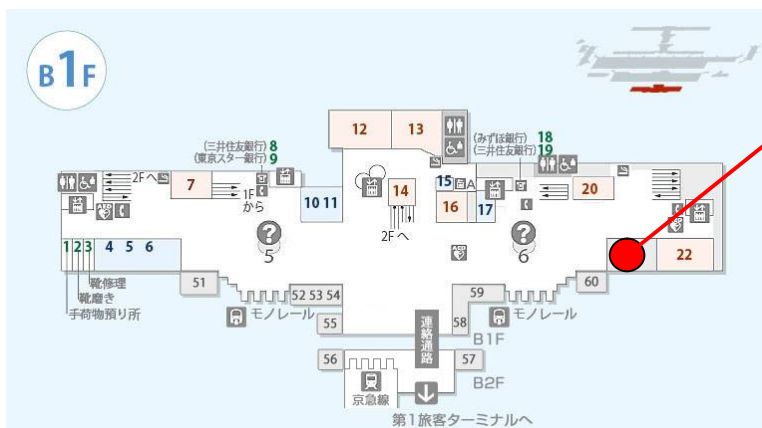 B1F
12
13
(三井住友銀行) 8
(東京スター銀行) 9
(みずほ銀行) 18
(三井住友銀行) 19
2Fへ
7
1F
から
10 11
14
15
A
16
17
20
2Fへ
AED
5
6
AED
AED
1 2 3 4 5 6
22
靴修理
靴磨き
手荷物預り所
51
52 53 54
55
モノレール
59
58
60
モノレール
連絡通路
B1F
56
57
B2F
京急線
第1旅客ターミナルへ